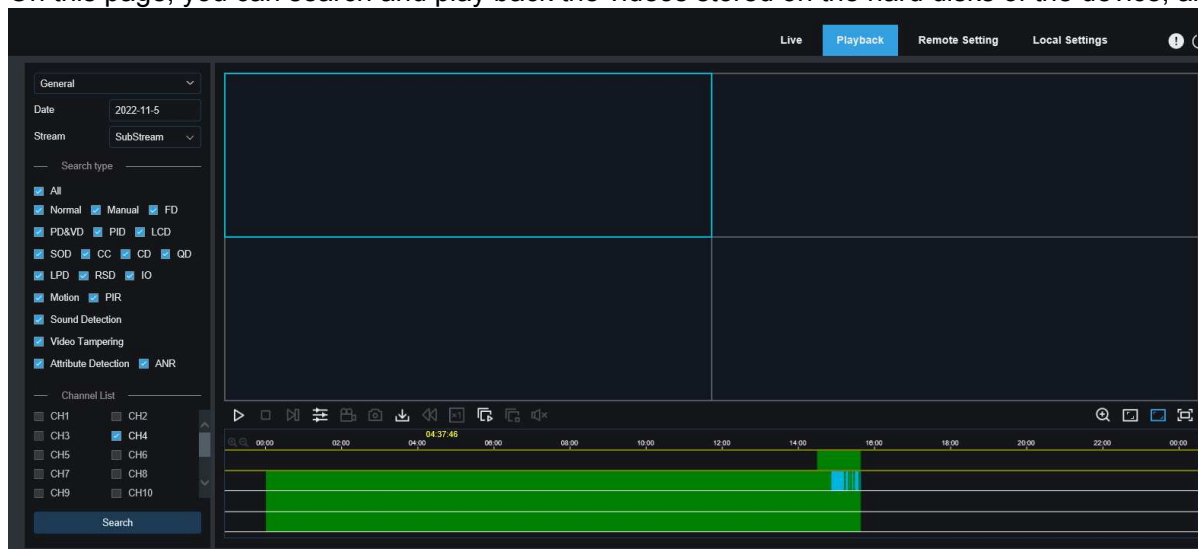 On this page, you can search and play back the videos stored on the hard disks of the device, a
Live Playback Remote Setting Local Settings
General
Date 2022-11-5
Stream SubStream
Search type
All
Normal Manual FD
PD&VD PID LCD
SOD CC CD QD
LPD RSD IO
Motion PIR
Sound Detection
Video Tampering
Attribute Detection ANR
Channel List
CH1 CH2
CH3 CH4
CH5 CH6
CH7 CH8
CH9 CH10
Search
x1
04:37:46
00:00 02:00 04:00 06:00 08:00 10:00 12:00 14:00 16:00 18:00 20:00 22:00 00:00